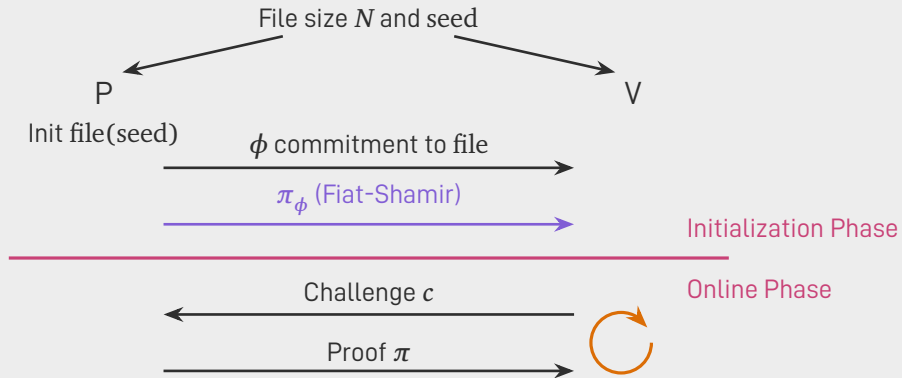 File size N and seed
P
V
Init file(seed)
ϕ commitment to file
π_ϕ (Fiat-Shamir)
Initialization Phase
Online Phase
Challenge c
Proof π